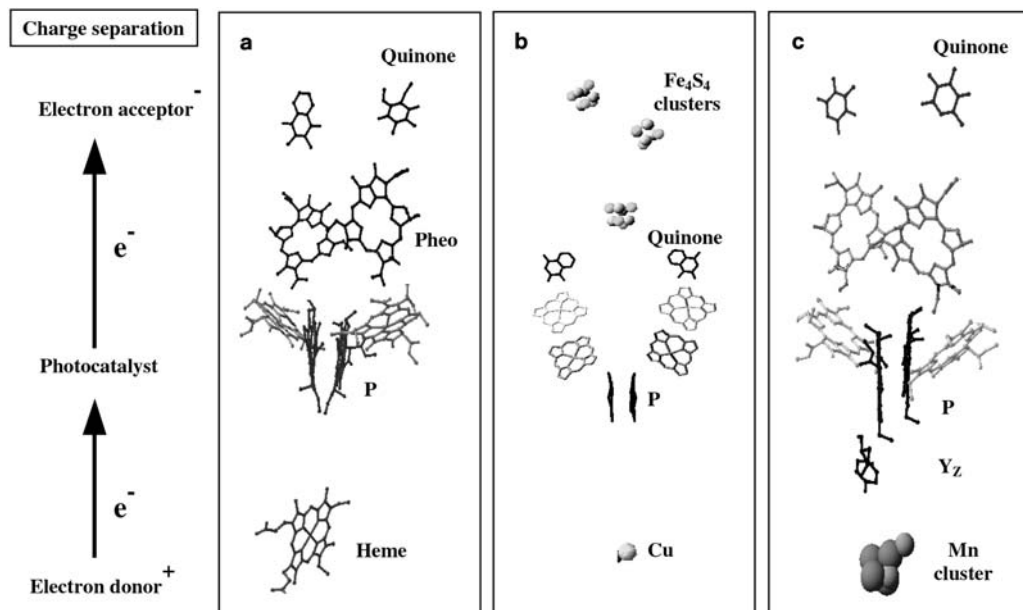 Charge separation
Electron acceptor⁻
e⁻
Photocatalyst
e⁻
Electron donor⁺
a
Quinone
Pheo
P
Heme
b
Fe₄S₄
clusters
Quinone
P
Cu
c
Quinone
P
Y_Z
Mn
cluster